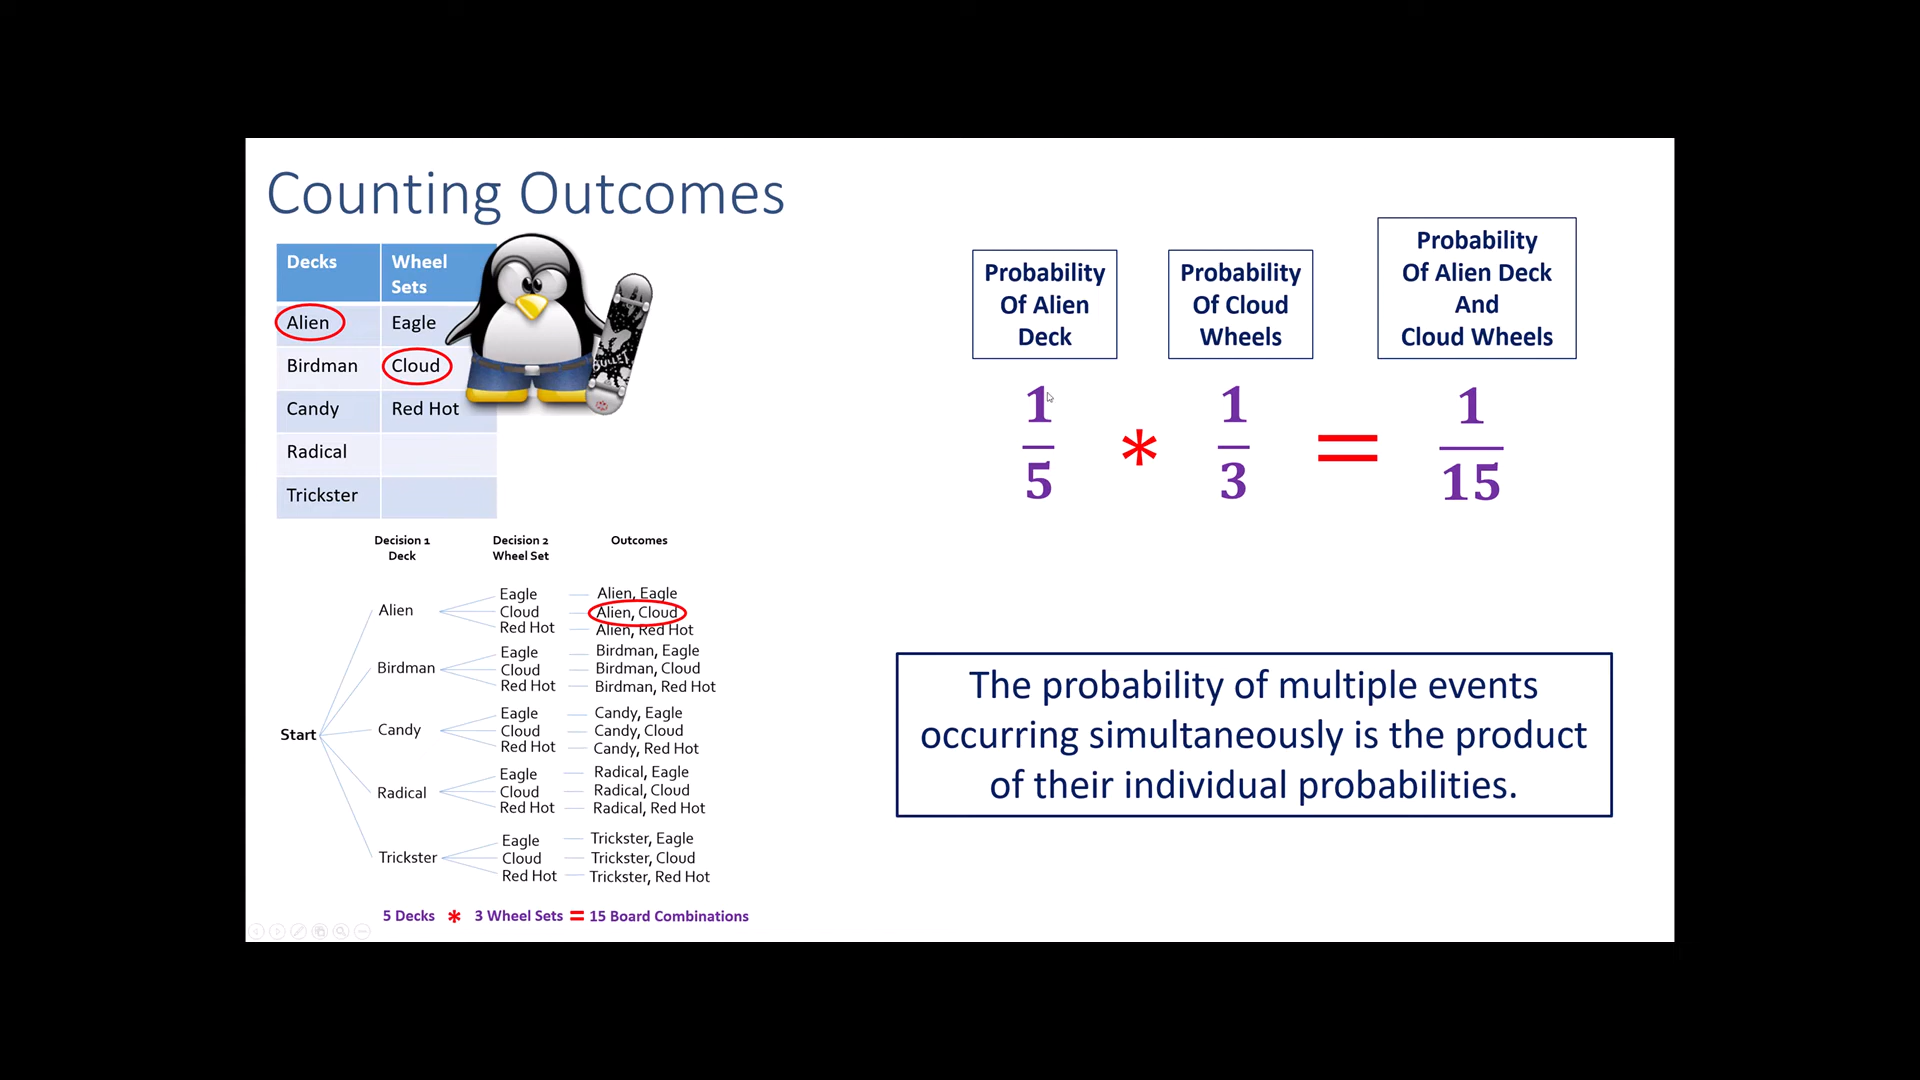 Counting Outcomes
Decks
Wheel
Sets
Alien
Eagle
Birdman
Cloud
Candy
Red Hot
Radical
Trickster
BULLET
Probability
Of Alien
Deck
Probability
Of Cloud
Wheels
Probability
Of Alien Deck
And
Cloud Wheels
1
5
*
1
3
=
1
15
Decision 1
Deck
Decision 2
Wheel Set
Outcomes
Start
Alien
Eagle
Alien, Eagle
Cloud
Alien, Cloud
Red Hot
Alien, Red Hot
Birdman
Eagle
Birdman, Eagle
Cloud
Birdman, Cloud
Red Hot
Birdman, Red Hot
Candy
Eagle
Candy, Eagle
Cloud
Candy, Cloud
Red Hot
Candy, Red Hot
Radical
Eagle
Radical, Eagle
Cloud
Radical, Cloud
Red Hot
Radical, Red Hot
Trickster
Eagle
Trickster, Eagle
Cloud
Trickster, Cloud
Red Hot
Trickster, Red Hot
5 Decks * 3 Wheel Sets = 15 Board Combinations
The probability of multiple events
occurring simultaneously is the product
of their individual probabilities.